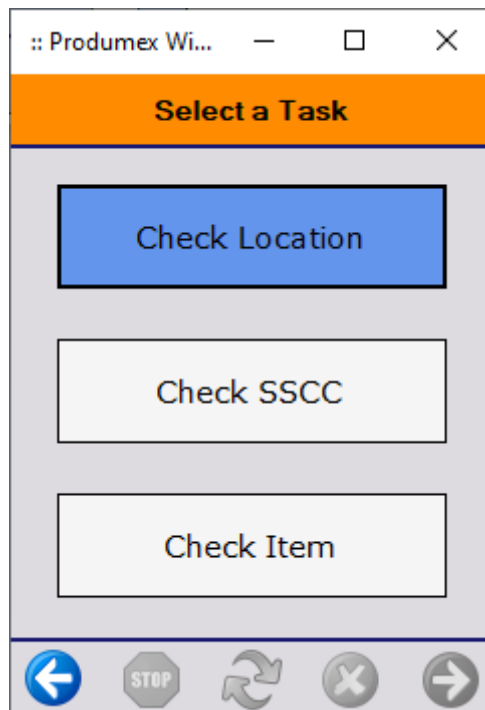 :: Produmex Wi...
Select a Task
Check Location
Check SSCC
Check Item
STOP